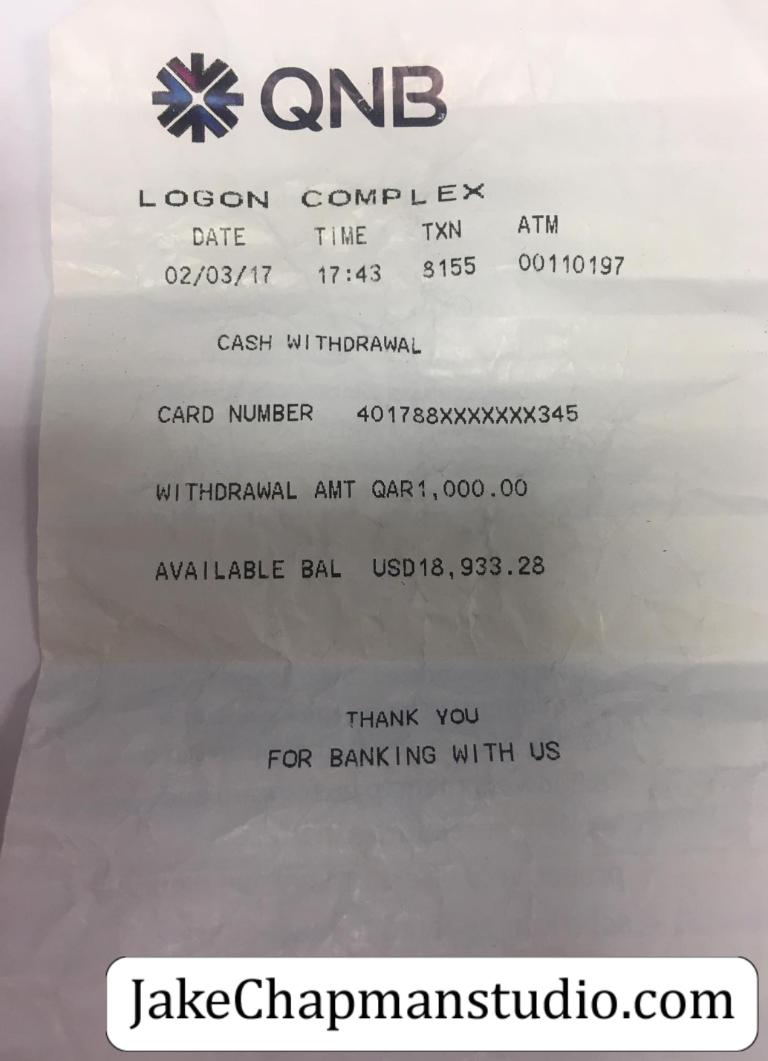 QNB
LOGON COMPLEX
DATE TIME TXN ATM
02/03/17 17:43 8155 00110197
CASH WITHDRAWAL
CARD NUMBER 401788XXXXXXX345
WITHDRAWAL AMT QAR1,000.00
AVAILABLE BAL USD18,933.28
THANK YOU
FOR BANKING WITH US
JakeChapmanstudio.com